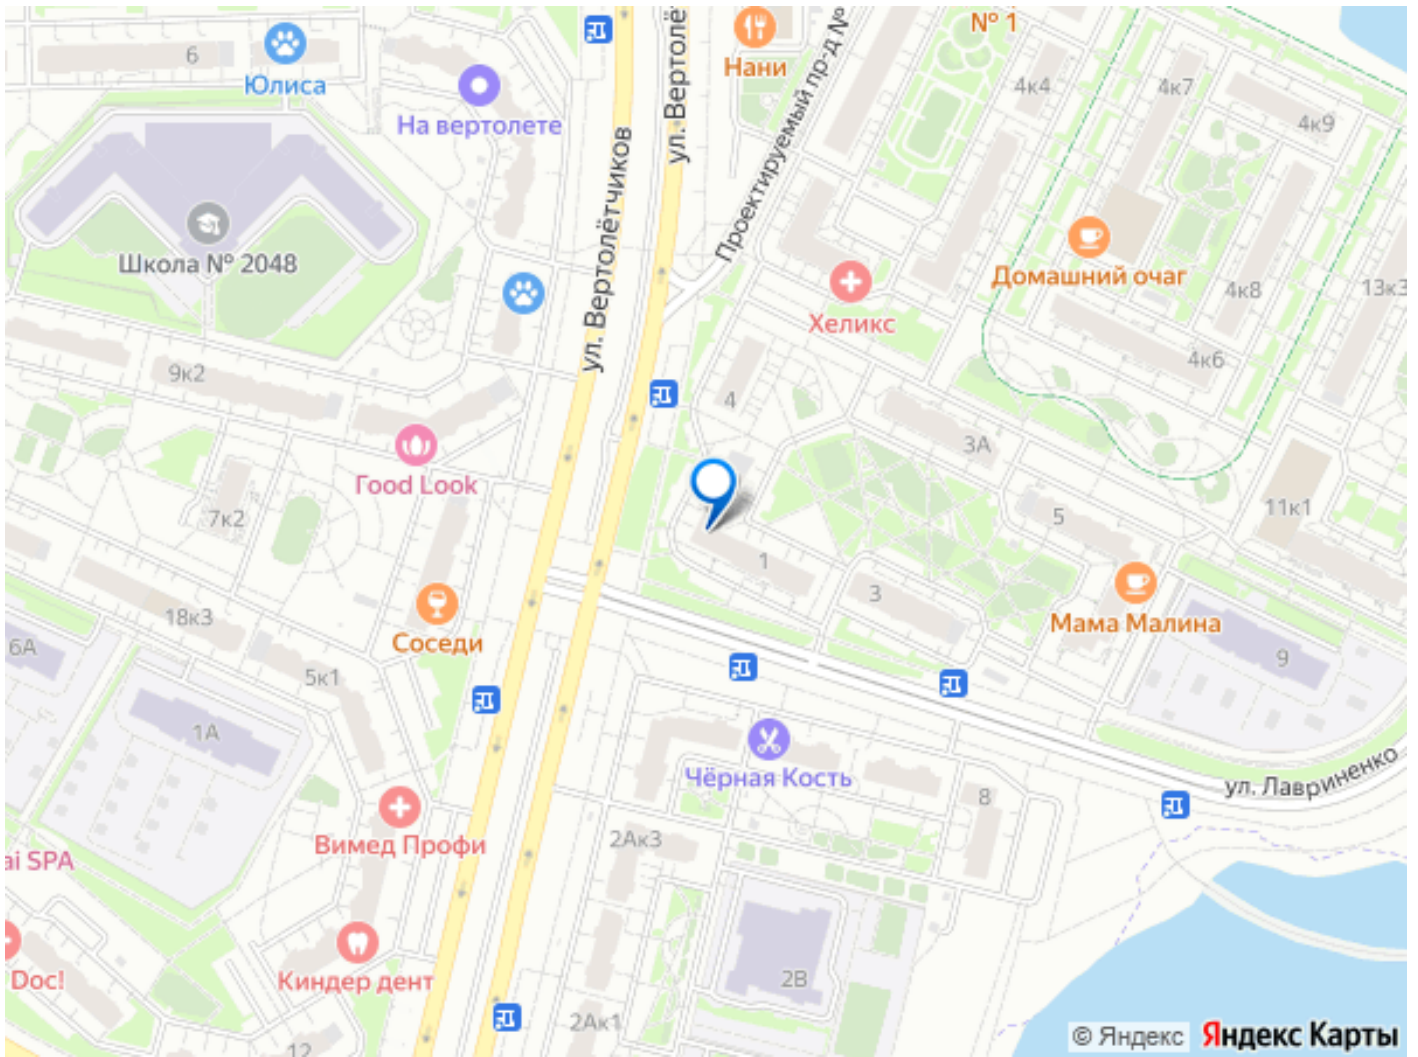 № 1
6
Юлиса
На вертолете
Нани
ул. Вертолё
Проектируемый пр-д №
4к4
4к7
4к9
ул. Вертолётчиков
Школа № 2048
Хеликс
Домашний очаг
4к8
13к3
4к6
9к2
4
3А
Гood Look
7к2
11к1
5
1
3
Соседи
Мама Малина
18к3
6А
5к1
9
1А
Чёрная Кость
ул. Лавриненко
8
Вимед Профи
2Ак3
ai SPA
Киндер дент
Doc!
2В
2Ак1
12
© Яндекс
Яндекс Карты